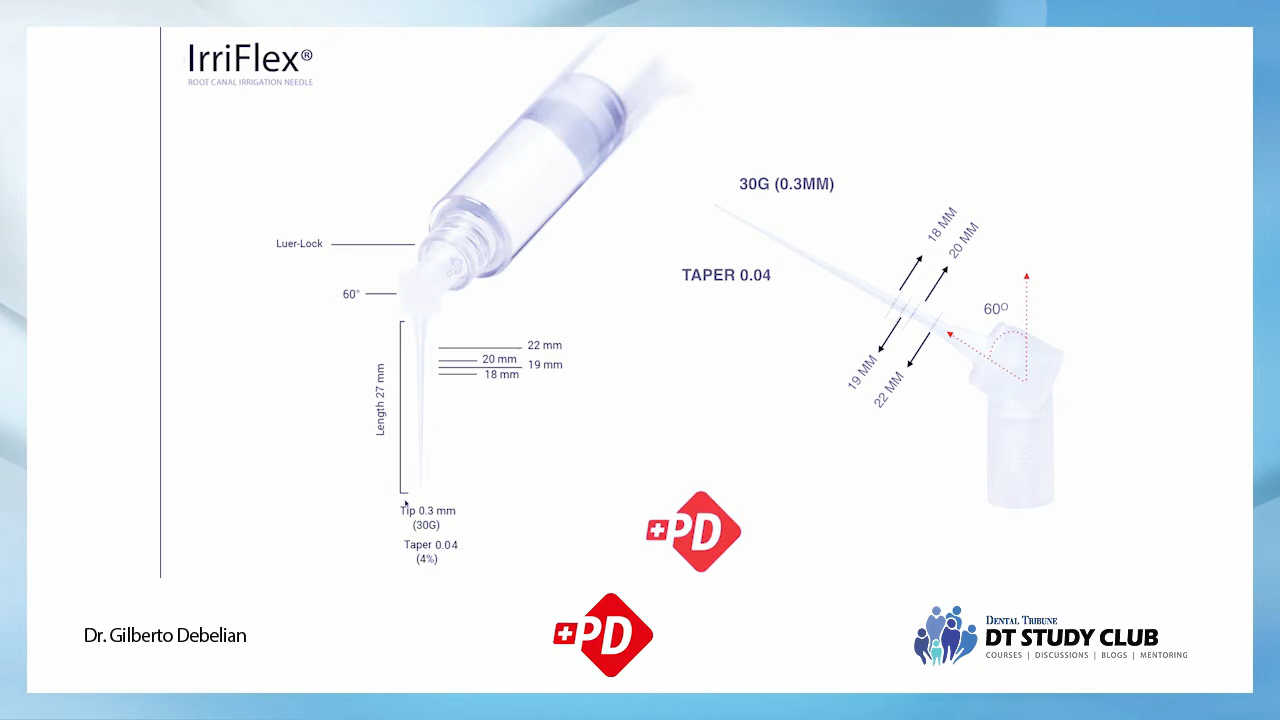 IrriFlex®
ROOT CANAL IRRIGATION NEEDLE
30G (0.3MM)
18 MM
20 MM
Luer-Lock
TAPER 0.04
60°
60O
22 mm
20 mm
19 mm
18 mm
19 MM
22 MM
Length 27 mm
Tip 0.3 mm
(30G)
Taper 0.04
(4%)
PD
Dr. Gilberto Debelian
PD
DENTAL TRIBUNE
DT STUDY CLUB
COURSES | DISCUSSIONS | BLOGS | MENTORING